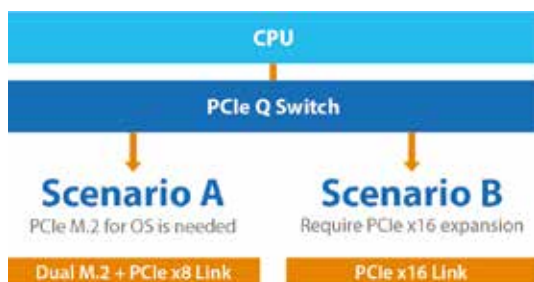 CPU
PCIe Q Switch
Scenario A
PCIe M.2 for OS is needed
Dual M.2 + PCIe x8 Link
Scenario B
Require PCIe x16 expansion
PCIe x16 Link